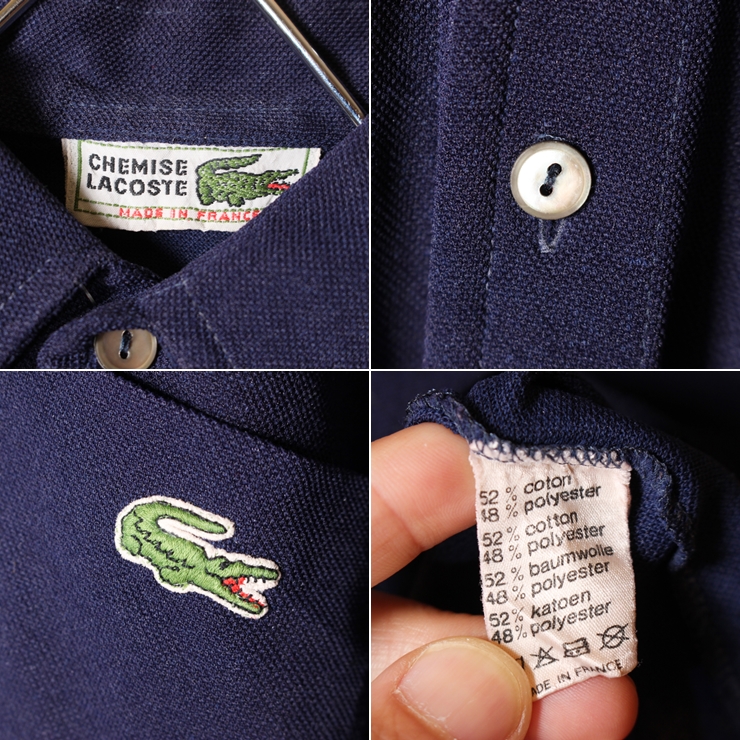 CHEMISE
LACOSTE
MADE IN FRANCE
52 % coton
48 % polyester
52 % cotton
48 % polyester
52 % baumwolle
48 % polyester
52 % katoen
48 % polyester
MADE IN FRANCE